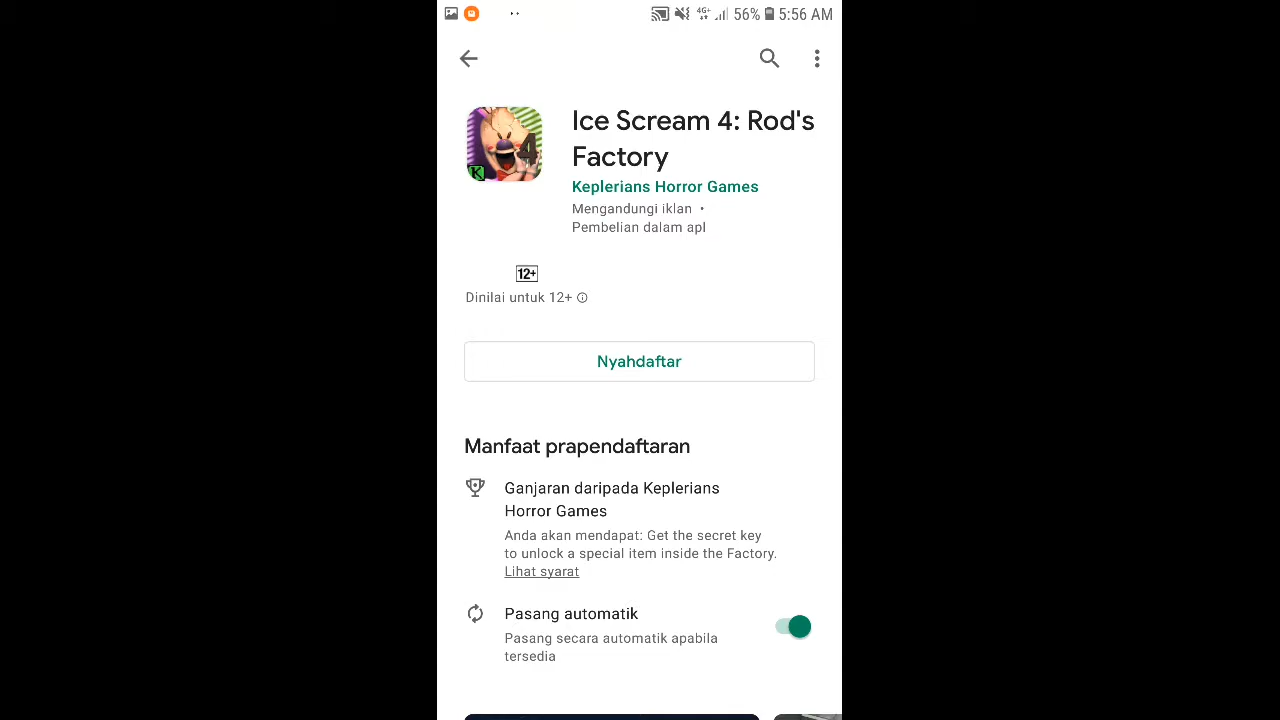 4G+ 56% 5:56 AM
Ice Scream 4: Rod's
Factory
4
K
Keplerians Horror Games
Mengandungi iklan •
Pembelian dalam apl
12+
Dinilai untuk 12+
Nyahdaftar
Manfaat prapendaftaran
Ganjaran daripada Keplerians
Horror Games
Anda akan mendapat: Get the secret key
to unlock a special item inside the Factory.
Lihat syarat
Pasang automatik
Pasang secara automatik apabila
tersedia